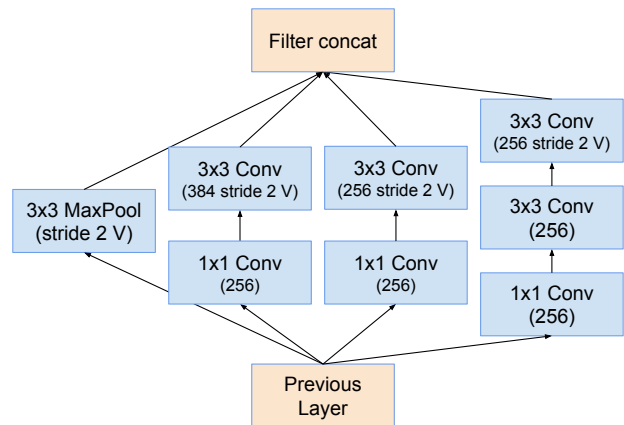 Filter concat
3x3 Conv
(256 stride 2 V)
3x3 Conv
(384 stride 2 V)
3x3 Conv
(256 stride 2 V)
3x3 MaxPool
(stride 2 V)
3x3 Conv
(256)
1x1 Conv
(256)
1x1 Conv
(256)
1x1 Conv
(256)
Previous
Layer